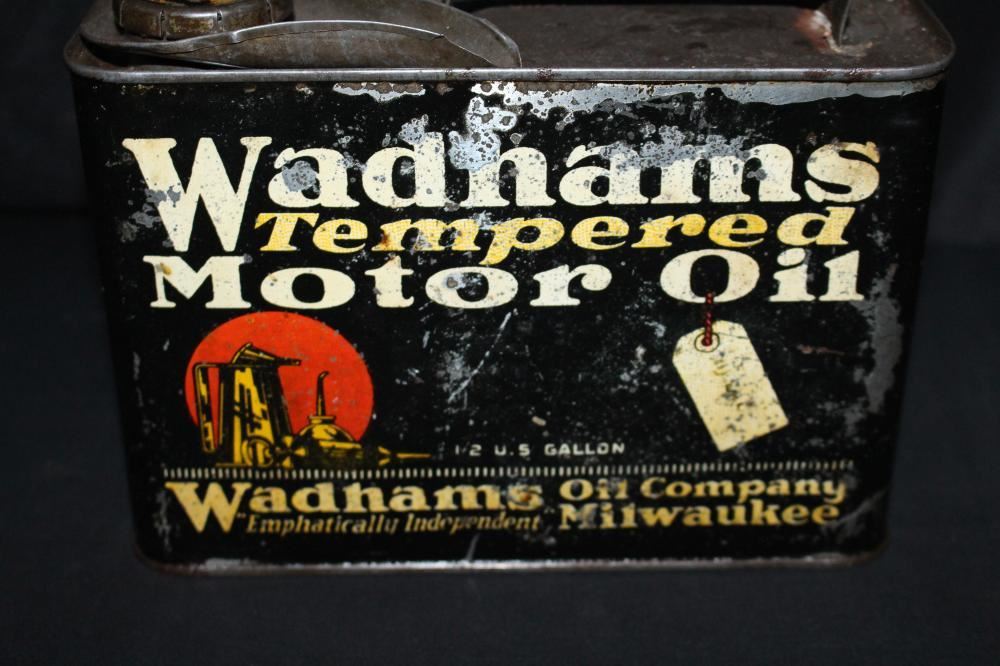 Wadhams
Tempered
Motor Oil
1-2 U.S GALLON
Wadhams Oil Company
"Emphatically Independent" Milwaukee